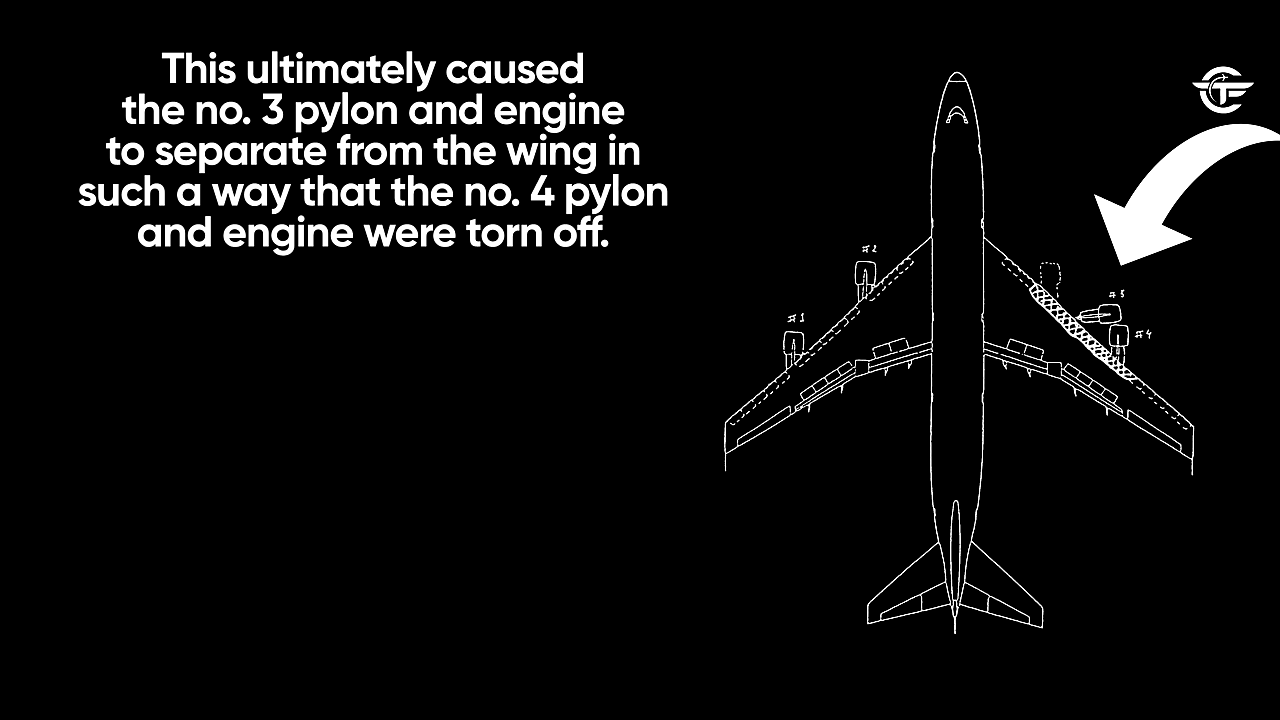 This ultimately caused
the no. 3 pylon and engine
to separate from the wing in
such a way that the no. 4 pylon
and engine were torn off.
#2
#3
#1
#4